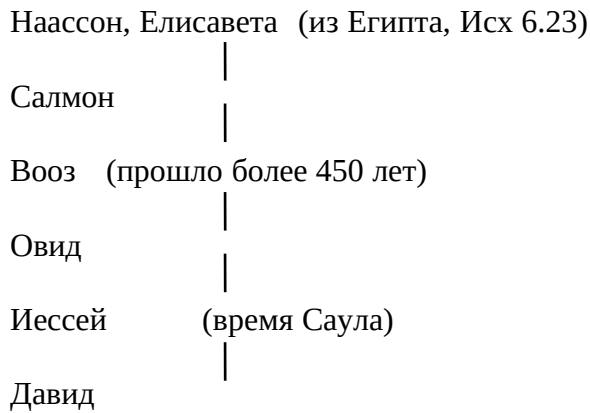 Наассон, Елисавета (из Египта, Исх 6.23)
Салмон
Вооз (прошло более 450 лет)
Овид
Иессей (время Саула)
Давид